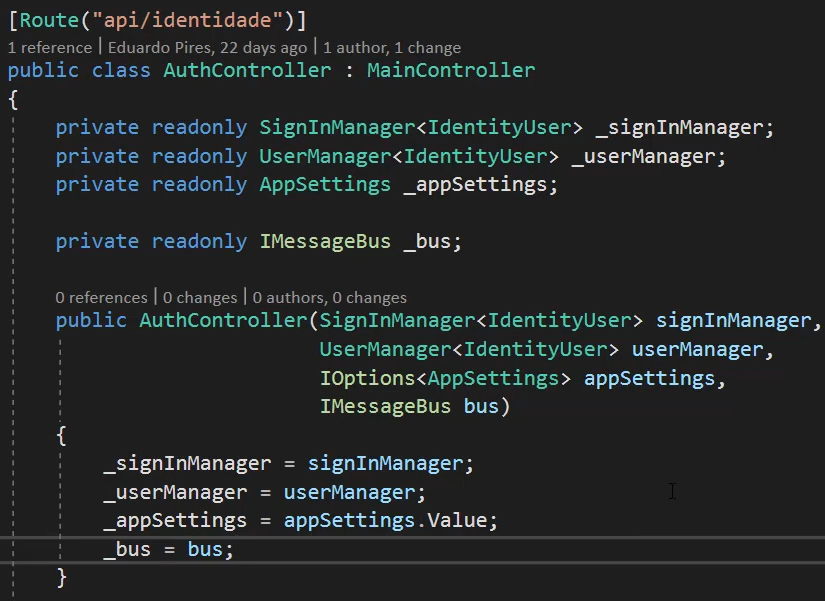 [Route("api/identidade")]
1 reference | Eduardo Pires, 22 days ago | 1 author, 1 change
public class AuthController : MainController
{
    private readonly SignInManager<IdentityUser> _signInManager;
    private readonly UserManager<IdentityUser> _userManager;
    private readonly AppSettings _appSettings;
    private readonly IMessageBus _bus;
    0 references | 0 changes | 0 authors, 0 changes
    public AuthController(SignInManager<IdentityUser> signInManager,
                          UserManager<IdentityUser> userManager,
                          IOptions<AppSettings> appSettings,
                          IMessageBus bus)
    {
        _signInManager = signInManager;
        _userManager = userManager;
        _appSettings = appSettings.Value;
        _bus = bus;
    }